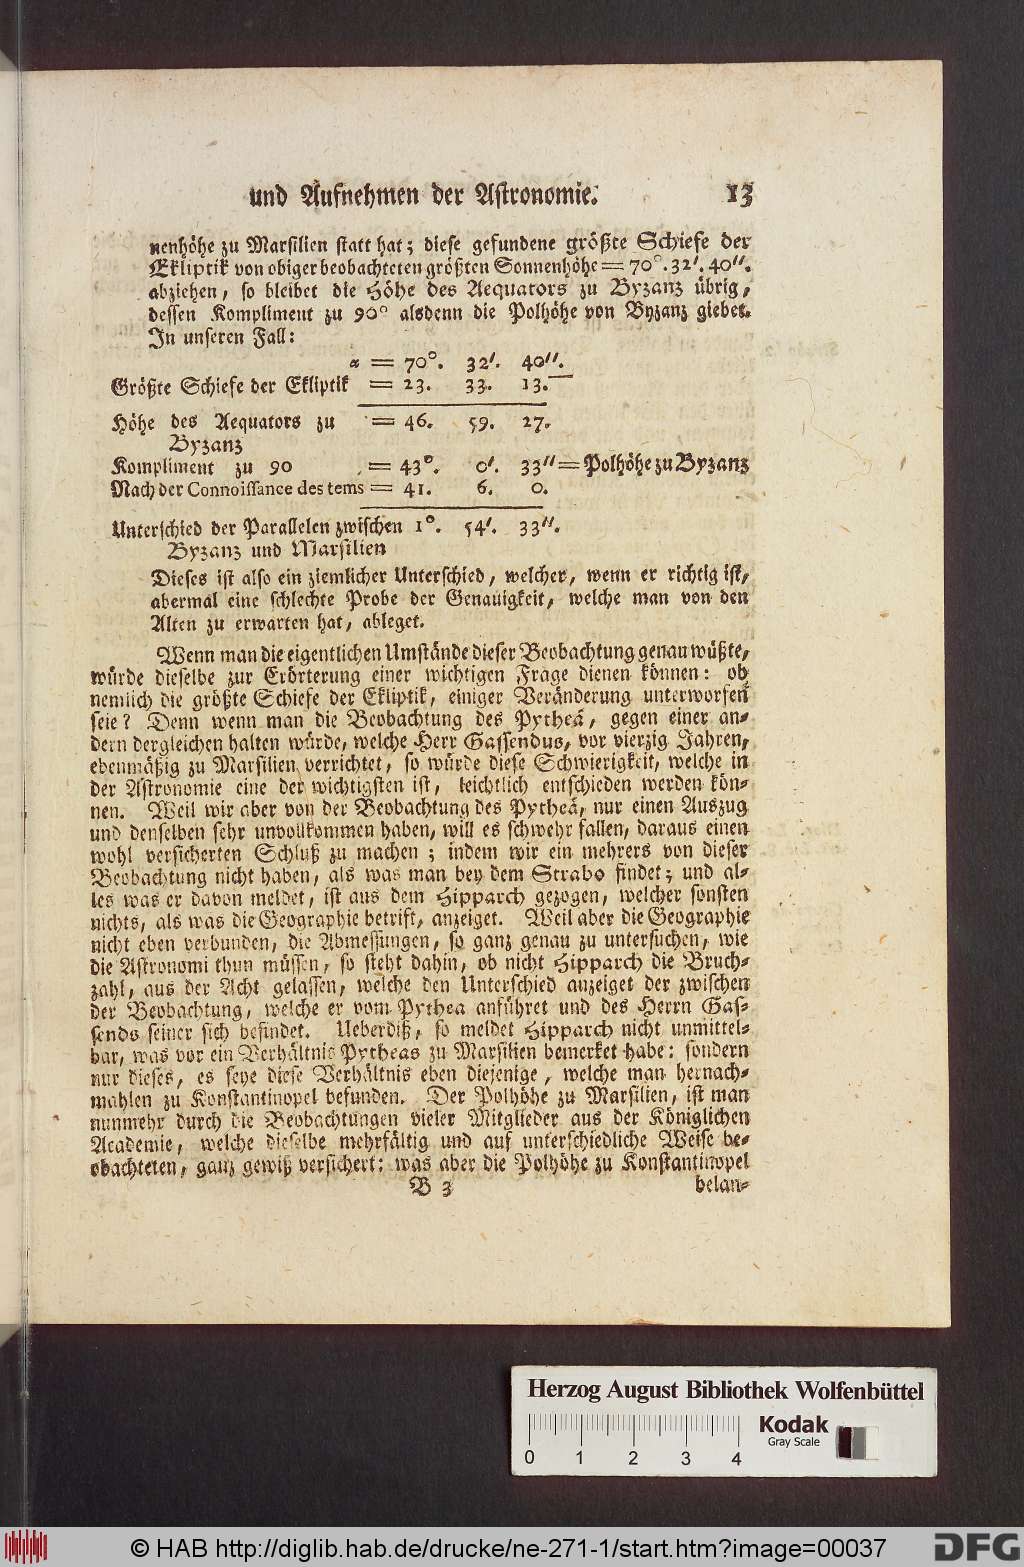 und Aufnehmen der Astronomie. 13
nenhöhe zu Marsilien statt hat; diese gefundene größte Schiefe der
Ekliptik von obiger beobachteten größten Sonnenhöhe = 70°. 32′. 40″.
abziehen, so bleibet die Höhe des Aequators zu Byzanz übrig,
dessen Kompliment zu 90° alsdenn die Polhöhe von Byzanz giebet.
In unseren Fall:
α = 70°. 32′. 40″.
Größte Schiefe der Ekliptik = 23. 33. 13.
Höhe des Aequators zu = 46. 59. 27.
Byzanz
Kompliment zu 90 = 43°. 0′. 33″ = Polhöhe zu Byzanz
Nach der Connoissance des tems = 41. 6. 0.
Unterschied der Parallelen zwischen 1°. 54′. 33″.
Byzanz und Marsilien
Dieses ist also ein ziemlicher Unterschied, welcher, wenn er richtig ist,
abermal eine schlechte Probe der Genauigkeit, welche man von den
Alten zu erwarten hat, ableget.
Wenn man die eigentlichen Umstände dieser Beobachtung genau wüßte,
würde dieselbe zur Erörterung einer wichtigen Frage dienen können: ob
nemlich die größte Schiefe der Ekliptik, einiger Veränderung unterworfen
seie? Denn wenn man die Beobachtung des Pytheä, gegen einer an-
dern dergleichen halten würde, welche Herr Gassendus, vor vierzig Jahren,
ebenmäßig zu Marsilien verrichtet, so würde diese Schwierigkeit, welche in
der Astronomie eine der wichtigsten ist, leichtlich entschieden werden kön-
nen. Weil wir aber von der Beobachtung des Pytheä, nur einen Auszug
und denselben sehr unvollkommen haben, will es schwehr fallen, daraus einen
wohl versicherten Schluß zu machen; indem wir ein mehrers von dieser
Beobachtung nicht haben, als was man bey dem Strabo findet; und al-
les was er davon meldet, ist aus dem Hipparch gezogen, welcher sonsten
nichts, als was die Geographie betrift, anzeiget. Weil aber die Geographie
nicht eben verbunden, die Abmessungen, so ganz genau zu untersuchen, wie
die Astronomi thun müssen, so steht dahin, ob nicht Hipparch die Bruch-
zahl, aus der Acht gelassen, welche den Unterschied anzeiget der zwischen
der Beobachtung, welche er vom Pythea anführet und des Herrn Gas-
sends seiner sich befindet. Ueberdiß, so meldet Hipparch nicht unmittel-
bar, was vor ein Verhältnis Pytheas zu Marsilien bemerket habe: sondern
nur dieses, es seye diese Verhältnis eben diejenige, welche man hernach-
mahlen zu Konstantinopel befunden. Der Polhöhe zu Marsilien, ist man
nunmehr durch die Beobachtungen vieler Mitglieder aus der Königlichen
Academie, welche dieselbe mehrfältig und auf unterschiedliche Weise be-
obachteten, ganz gewiß versichert: was aber die Polhöhe zu Konstantinopel
B 3 belan-
Herzog August Bibliothek Wolfenbüttel
Kodak
Gray Scale
0 1 2 3 4
© HAB http://diglib.hab.de/drucke/ne-271-1/start.htm?image=00037
DFG